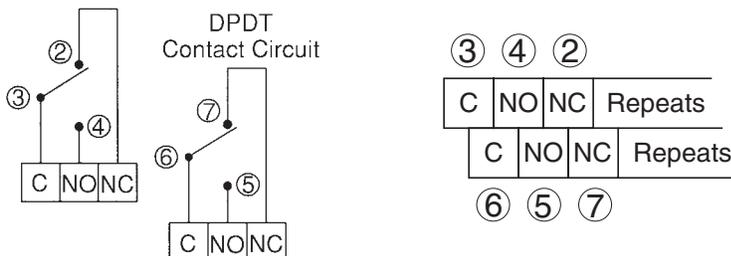 DPDT
Contact Circuit
②
③
④
C NO NC
⑦
⑥
⑤
C NO NC
③ ④ ②
C NO NC Repeats
C NO NC Repeats
⑥ ⑤ ⑦